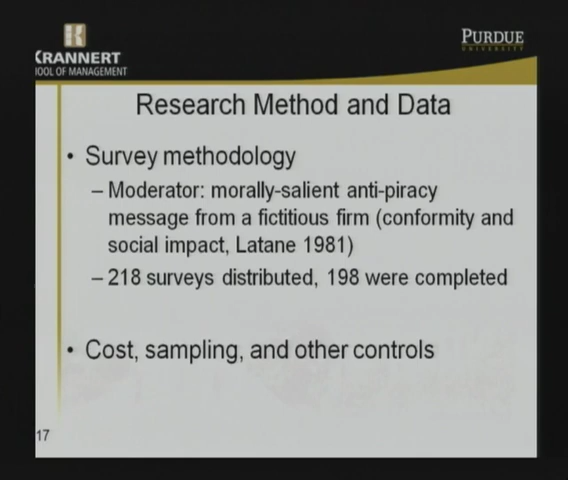 KRANNERT
OOL OF MANAGEMENT
PURDUE
UNIVERSITY
Research Method and Data
• Survey methodology
– Moderator: morally-salient anti-piracy
message from a fictitious firm (conformity and
social impact, Latane 1981)
– 218 surveys distributed, 198 were completed
• Cost, sampling, and other controls
17